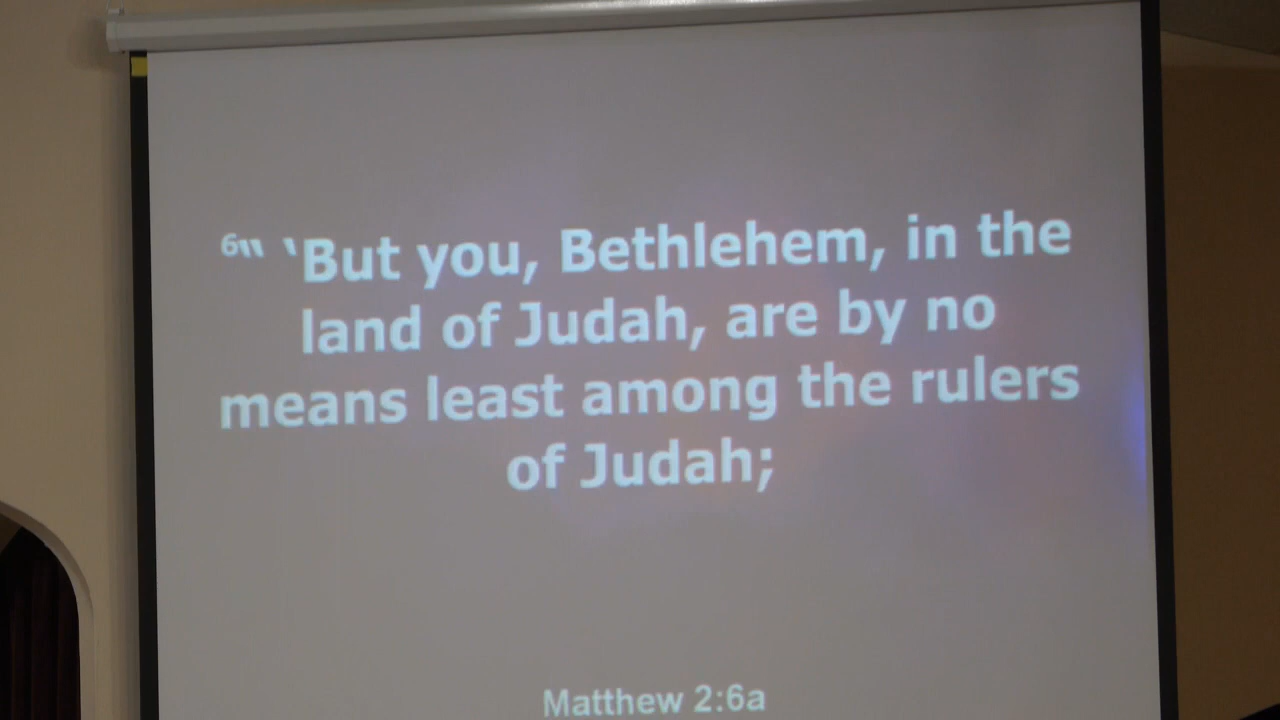 ⁶“ ‘But you, Bethlehem, in the
land of Judah, are by no
means least among the rulers
of Judah;
Matthew 2:6a